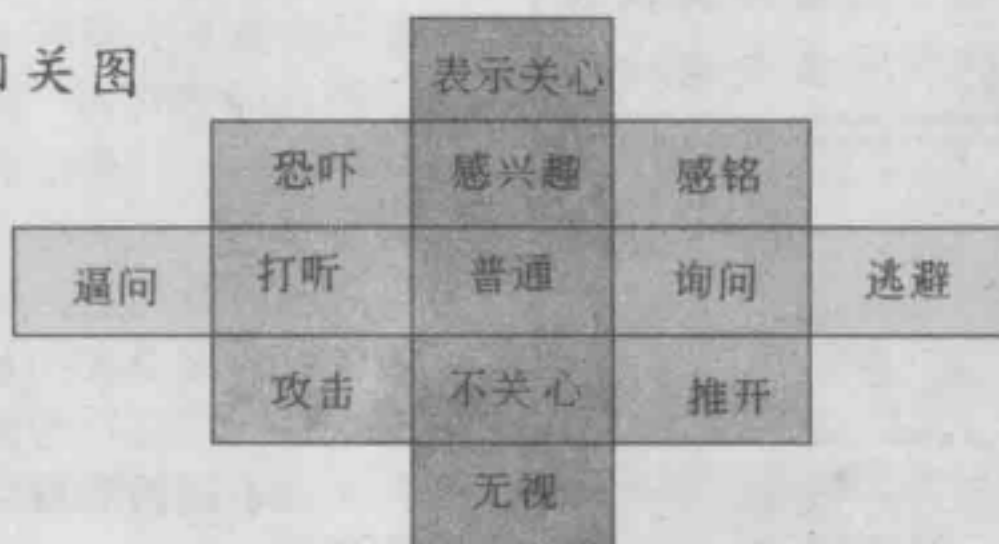 关图
表示关心
恐吓 感兴趣 感铭
逼问 打听 普通 询问 逃避
攻击 不关心 推开
无视